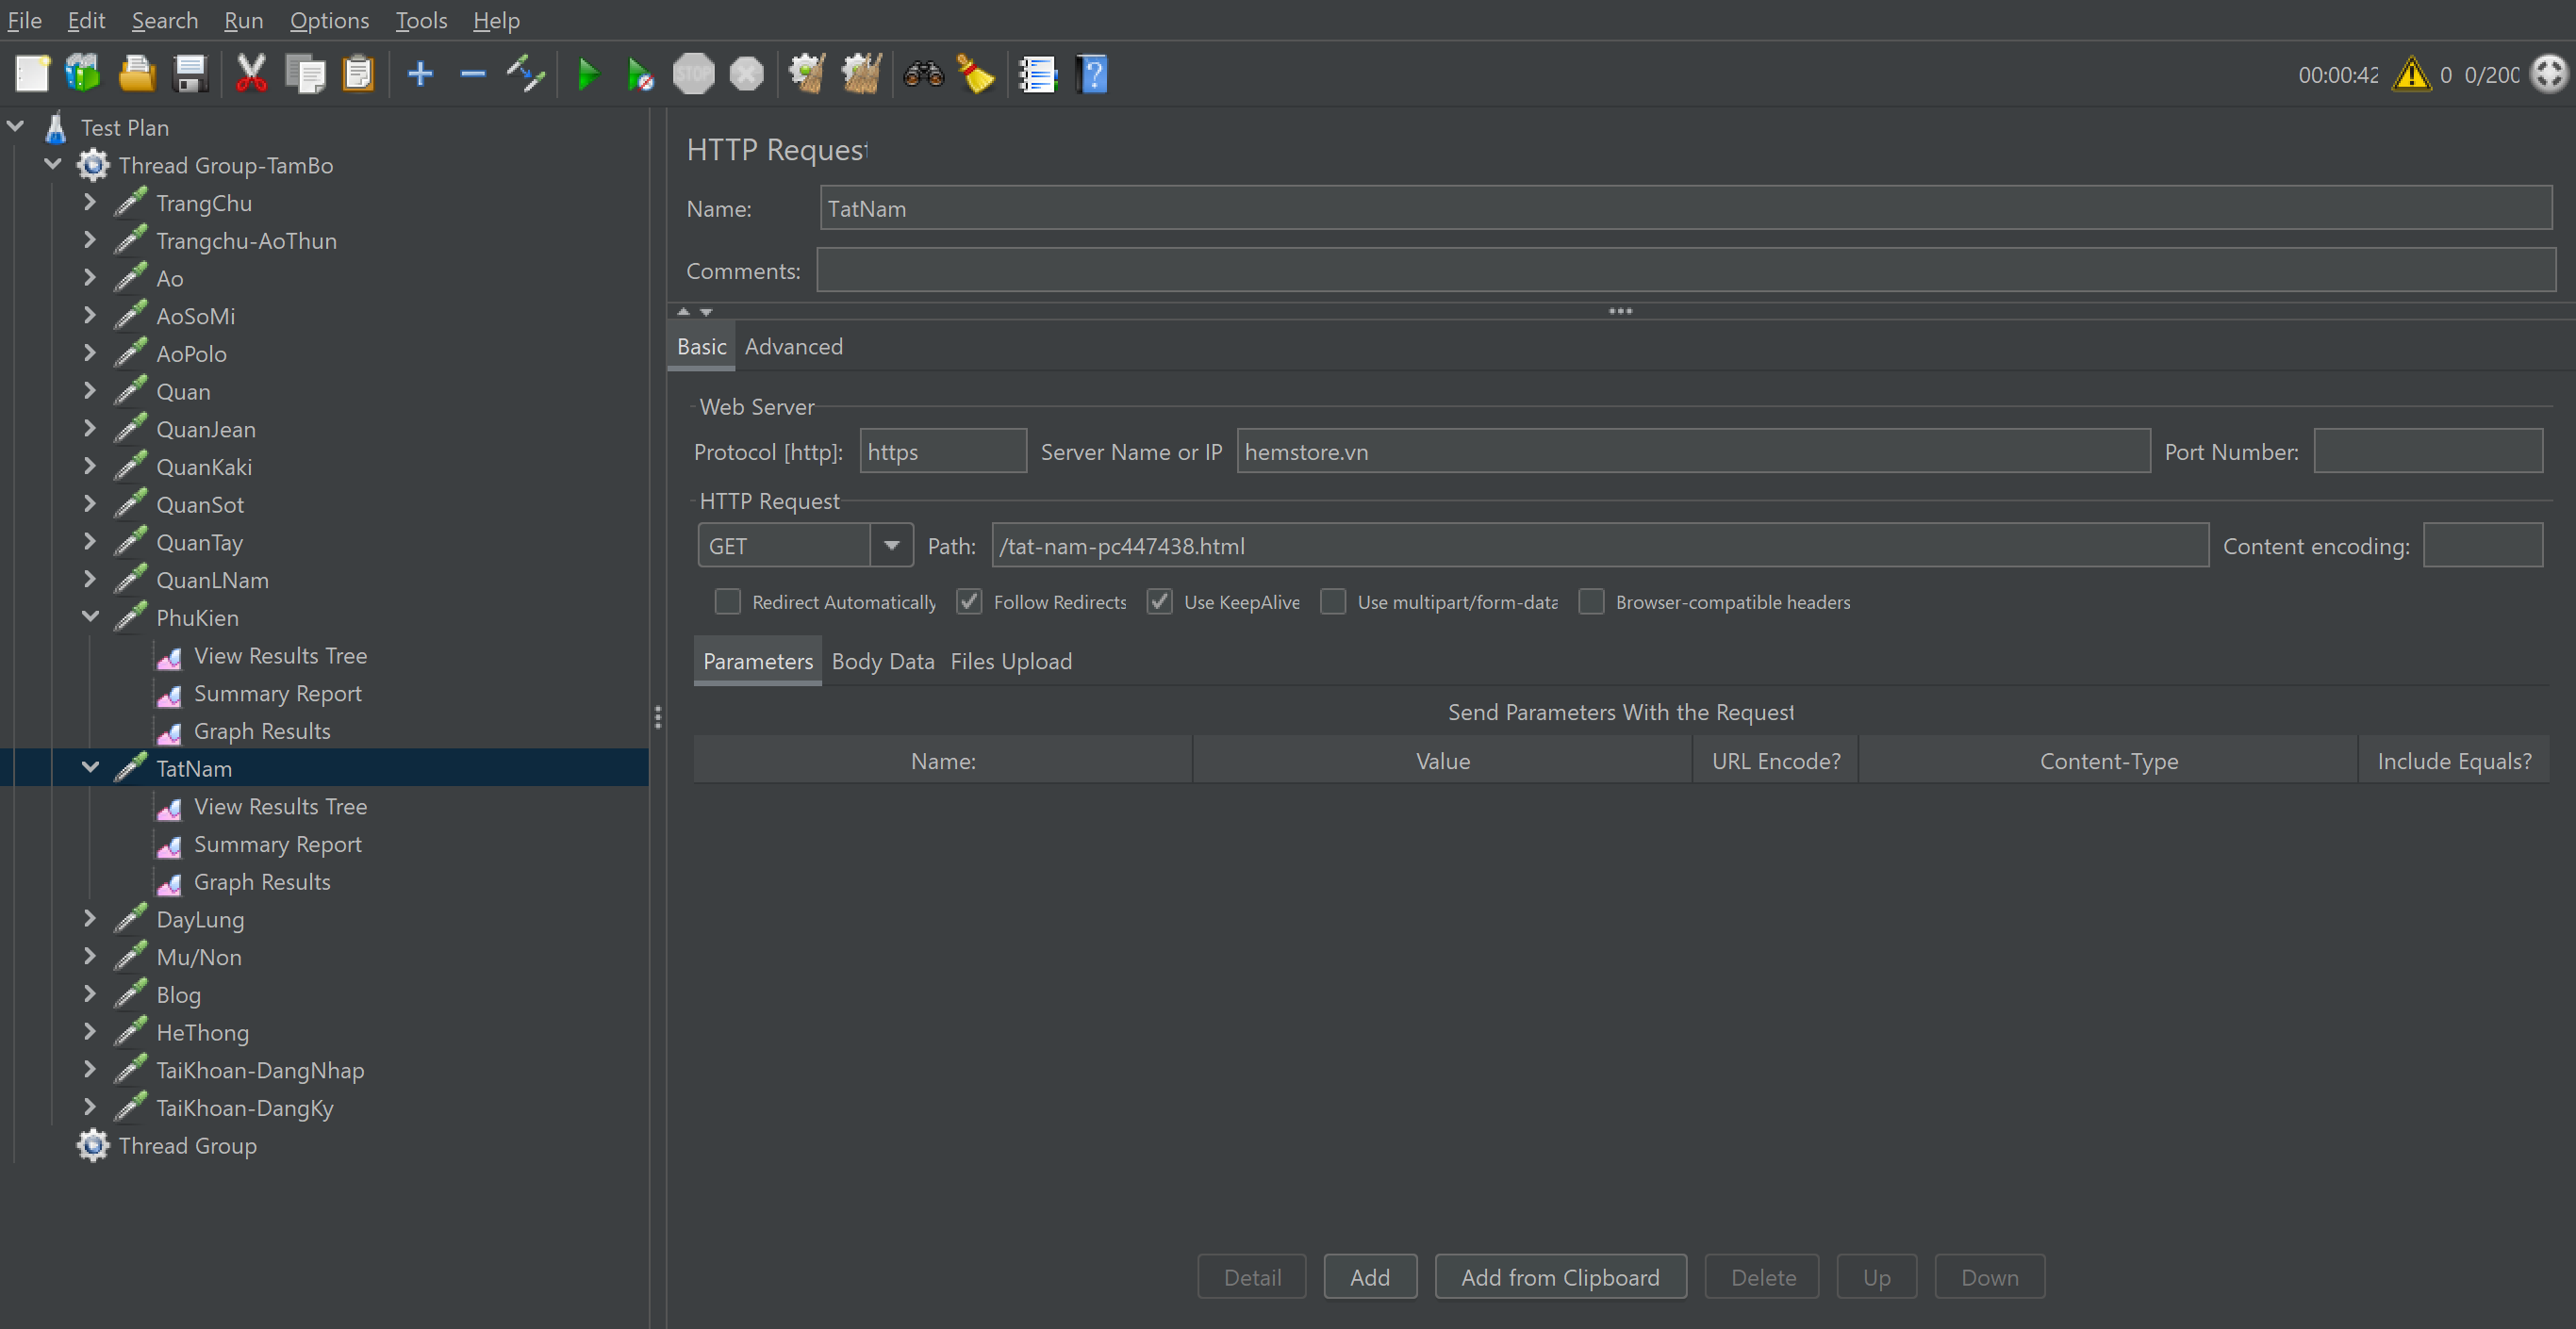 File Edit Search Run Options Tools Help
STOP
00:00:42 0 0/200
Test Plan
Thread Group-TamBo
TrangChu
Trangchu-AoThun
Ao
AoSoMi
AoPolo
Quan
QuanJean
QuanKaki
QuanSot
QuanTay
QuanLNam
PhuKien
View Results Tree
Summary Report
Graph Results
TatNam
View Results Tree
Summary Report
Graph Results
DayLung
Mu/Non
Blog
HeThong
TaiKhoan-DangNhap
TaiKhoan-DangKy
Thread Group
HTTP Request
Name: TatNam
Comments:
Basic Advanced
Web Server
Protocol [http]: https Server Name or IP hemstore.vn Port Number:
HTTP Request
GET Path: /tat-nam-pc447438.html Content encoding:
Redirect Automatically Follow Redirects Use KeepAlive Use multipart/form-data Browser-compatible headers
Parameters Body Data Files Upload
Send Parameters With the Request
Name: Value URL Encode? Content-Type Include Equals?
Detail Add Add from Clipboard Delete Up Down